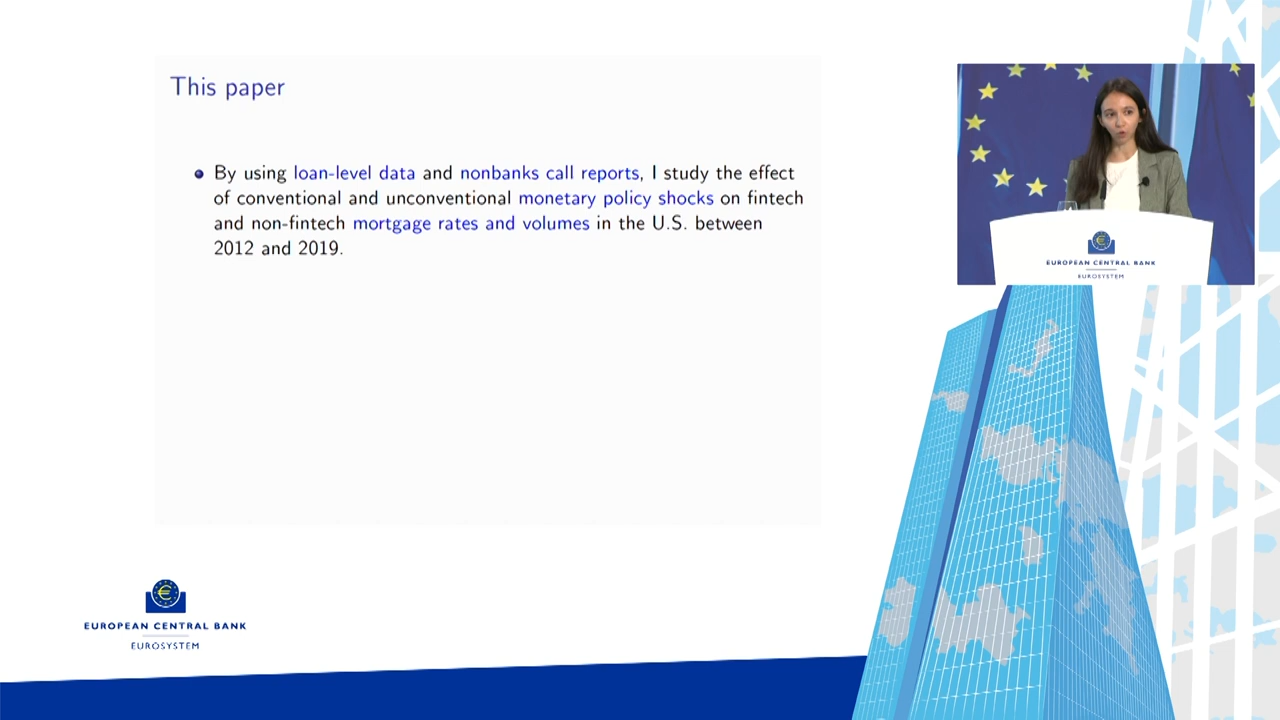 This paper
By using loan-level data and nonbanks call reports, I study the effect
of conventional and unconventional monetary policy shocks on fintech
and non-fintech mortgage rates and volumes in the U.S. between
2012 and 2019.
EUROPEAN CENTRAL BANK
EUROSYSTEM
EUROPEAN CENTRAL BANK
EUROSYSTEM